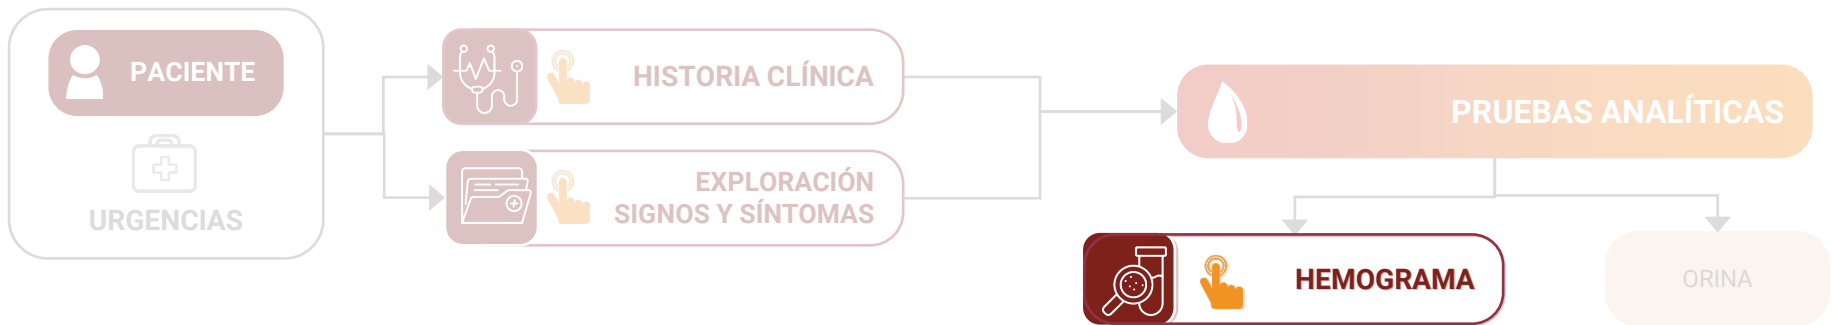 PACIENTE
URGENCIAS
HISTORIA CLÍNICA
EXPLORACIÓN
SIGNOS Y SÍNTOMAS
PRUEBAS ANALÍTICAS
HEMOGRAMA
ORINA